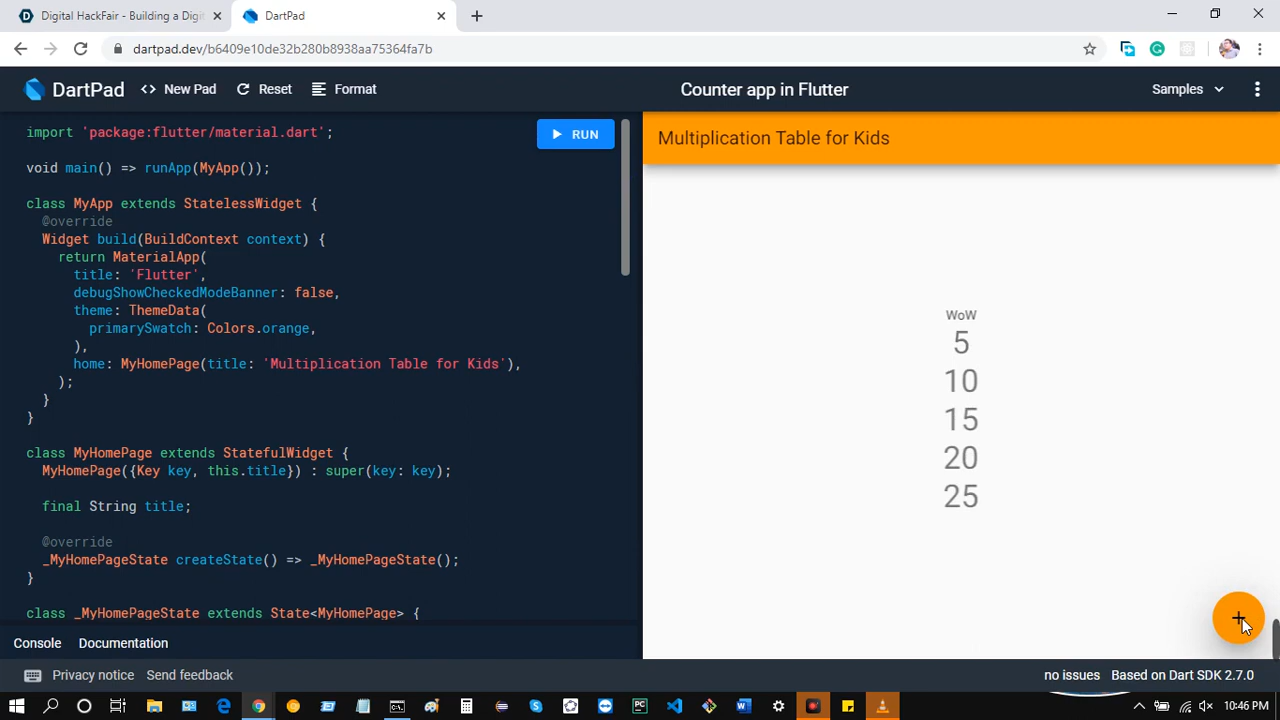 Digital HackFair - Building a Digit
DartPad
dartpad.dev/b6409e10de32b280b8938aa75364fa7b
DartPad
<> New Pad
Reset
Format
Counter app in Flutter
Samples
import 'package:flutter/material.dart';
RUN
void main() => runApp(MyApp());
class MyApp extends StatelessWidget {
@override
Widget build(BuildContext context) {
return MaterialApp(
title: 'Flutter',
debugShowCheckedModeBanner: false,
theme: ThemeData(
primarySwatch: Colors.orange,
),
home: MyHomePage(title: 'Multiplication Table for Kids'),
);
}
}
class MyHomePage extends StatefulWidget {
MyHomePage({Key key, this.title}) : super(key: key);
final String title;
@override
_MyHomePageState createState() => _MyHomePageState();
}
class _MyHomePageState extends State<MyHomePage> {
Multiplication Table for Kids
WoW
5
10
15
20
25
+
Console
Documentation
Privacy notice
Send feedback
no issues
Based on Dart SDK 2.7.0
10:46 PM